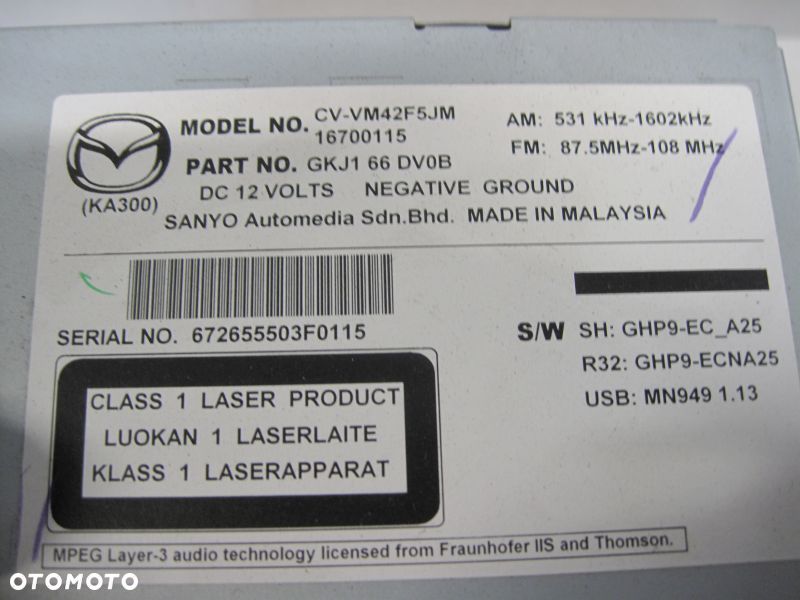 MODEL NO. CV-VM42F5JM
16700115
AM: 531 kHz-1602kHz
FM: 87.5MHz-108 MHz
PART NO. GKJ1 66 DV0B
(KA300)
DC 12 VOLTS NEGATIVE GROUND
SANYO Automedia Sdn.Bhd. MADE IN MALAYSIA
SERIAL NO. 672655503F0115
S/W SH: GHP9-EC_A25
R32: GHP9-ECNA25
USB: MN949 1.13
CLASS 1 LASER PRODUCT
LUOKAN 1 LASERLAITE
KLASS 1 LASERAPPARAT
MPEG Layer-3 audio technology licensed from Fraunhofer IIS and Thomson.
OTOMOTO